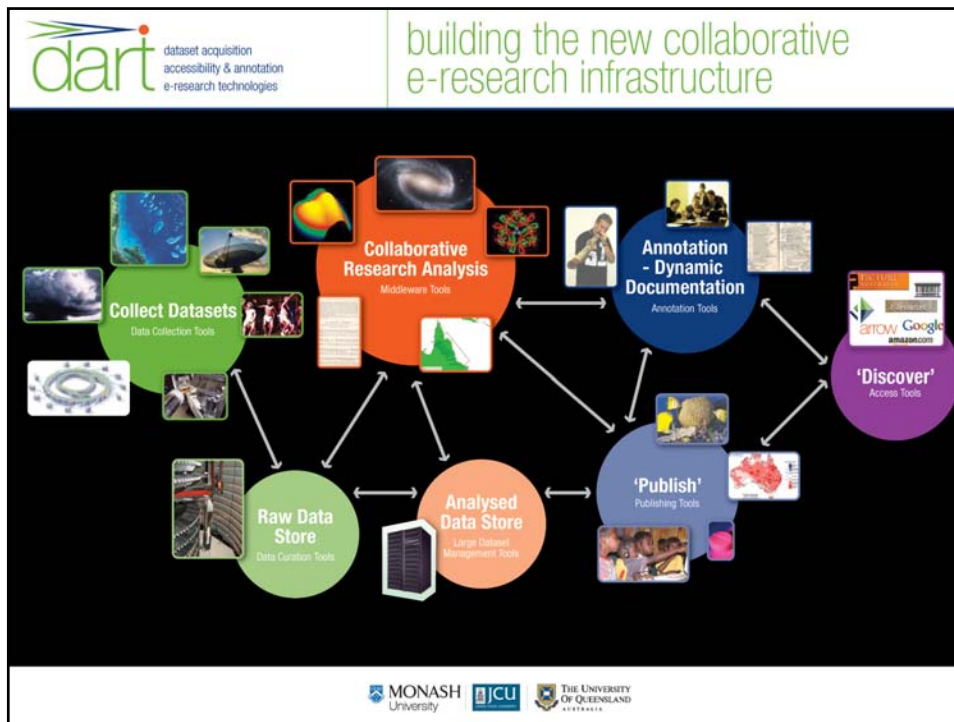 dart
dataset acquisition
accessibility & annotation
e-research technologies
building the new collaborative
e-research infrastructure
Collect Datasets
Data Collection Tools
Collaborative
Research Analysis
Middleware Tools
Annotation
- Dynamic
Documentation
Annotation Tools
arrow
Google
amazon.com
'Discover'
Access Tools
Raw Data
Store
Data Curation Tools
Analysed
Data Store
Large Dataset
Management Tools
'Publish'
Publishing Tools
MONASH
University
JCU
THE UNIVERSITY
OF QUEENSLAND
AUSTRALIA